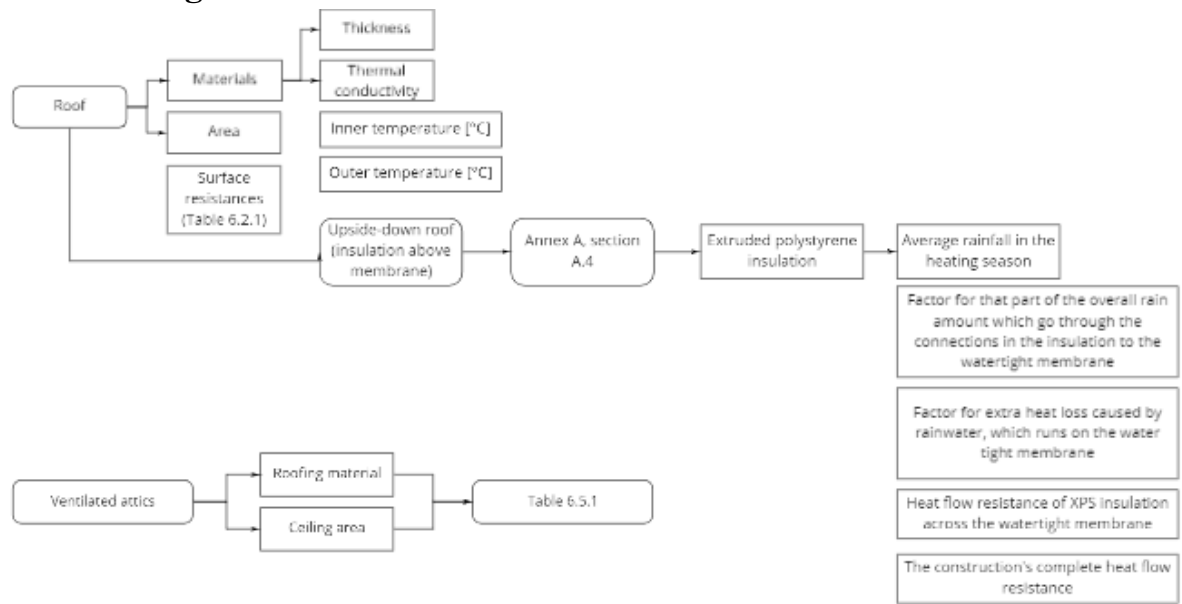 Thickness
Materials
Thermal
conductivity
Roof
Area
Inner temperature [°C]
Outer temperature [°C]
Surface
resistances
(Table 6.2.1)
Upside-down roof
(insulation above
membrane)
Annex A, section
A.4
Extruded polystyrene
insulation
Average rainfall in the
heating season
Factor for that part of the overall rain
amount which go through the
connections in the insulation to the
watertight membrane
Factor for extra heat loss caused by
rainwater, which runs on the water
tight membrane
Heat flow resistance of XPS insulation
across the watertight membrane
The construction's complete heat flow
resistance
Ventilated attics
Roofing material
Ceiling area
Table 6.5.1